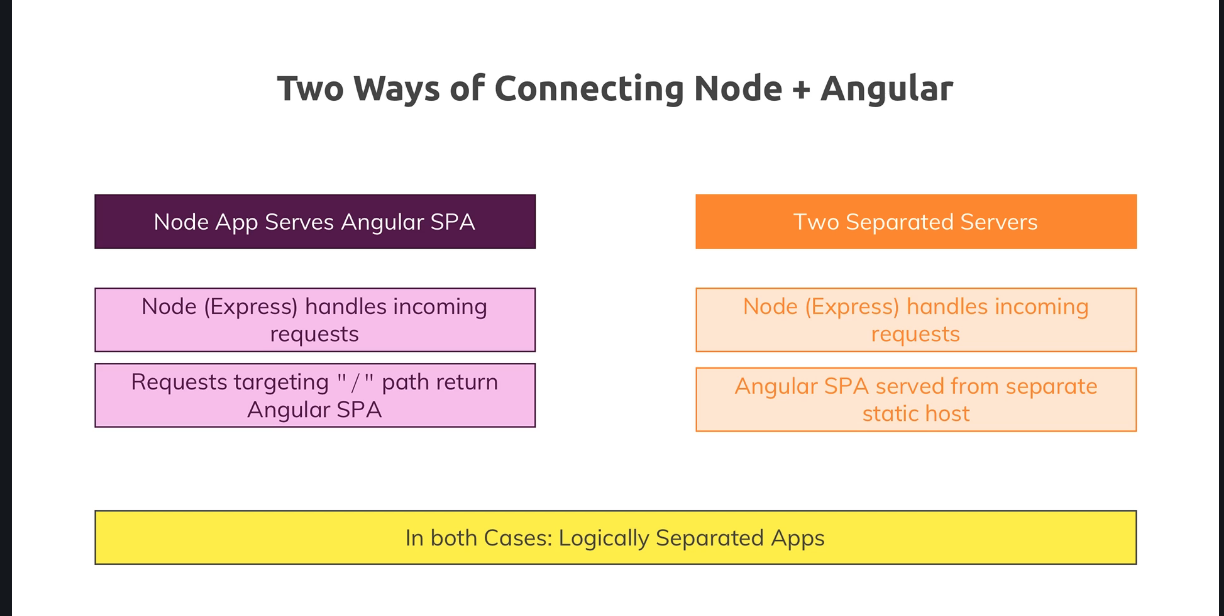 Two Ways of Connecting Node + Angular
Node App Serves Angular SPA
Node (Express) handles incoming
requests
Requests targeting "/" path return
Angular SPA
Two Separated Servers
Node (Express) handles incoming
requests
Angular SPA served from separate
static host
In both Cases: Logically Separated Apps